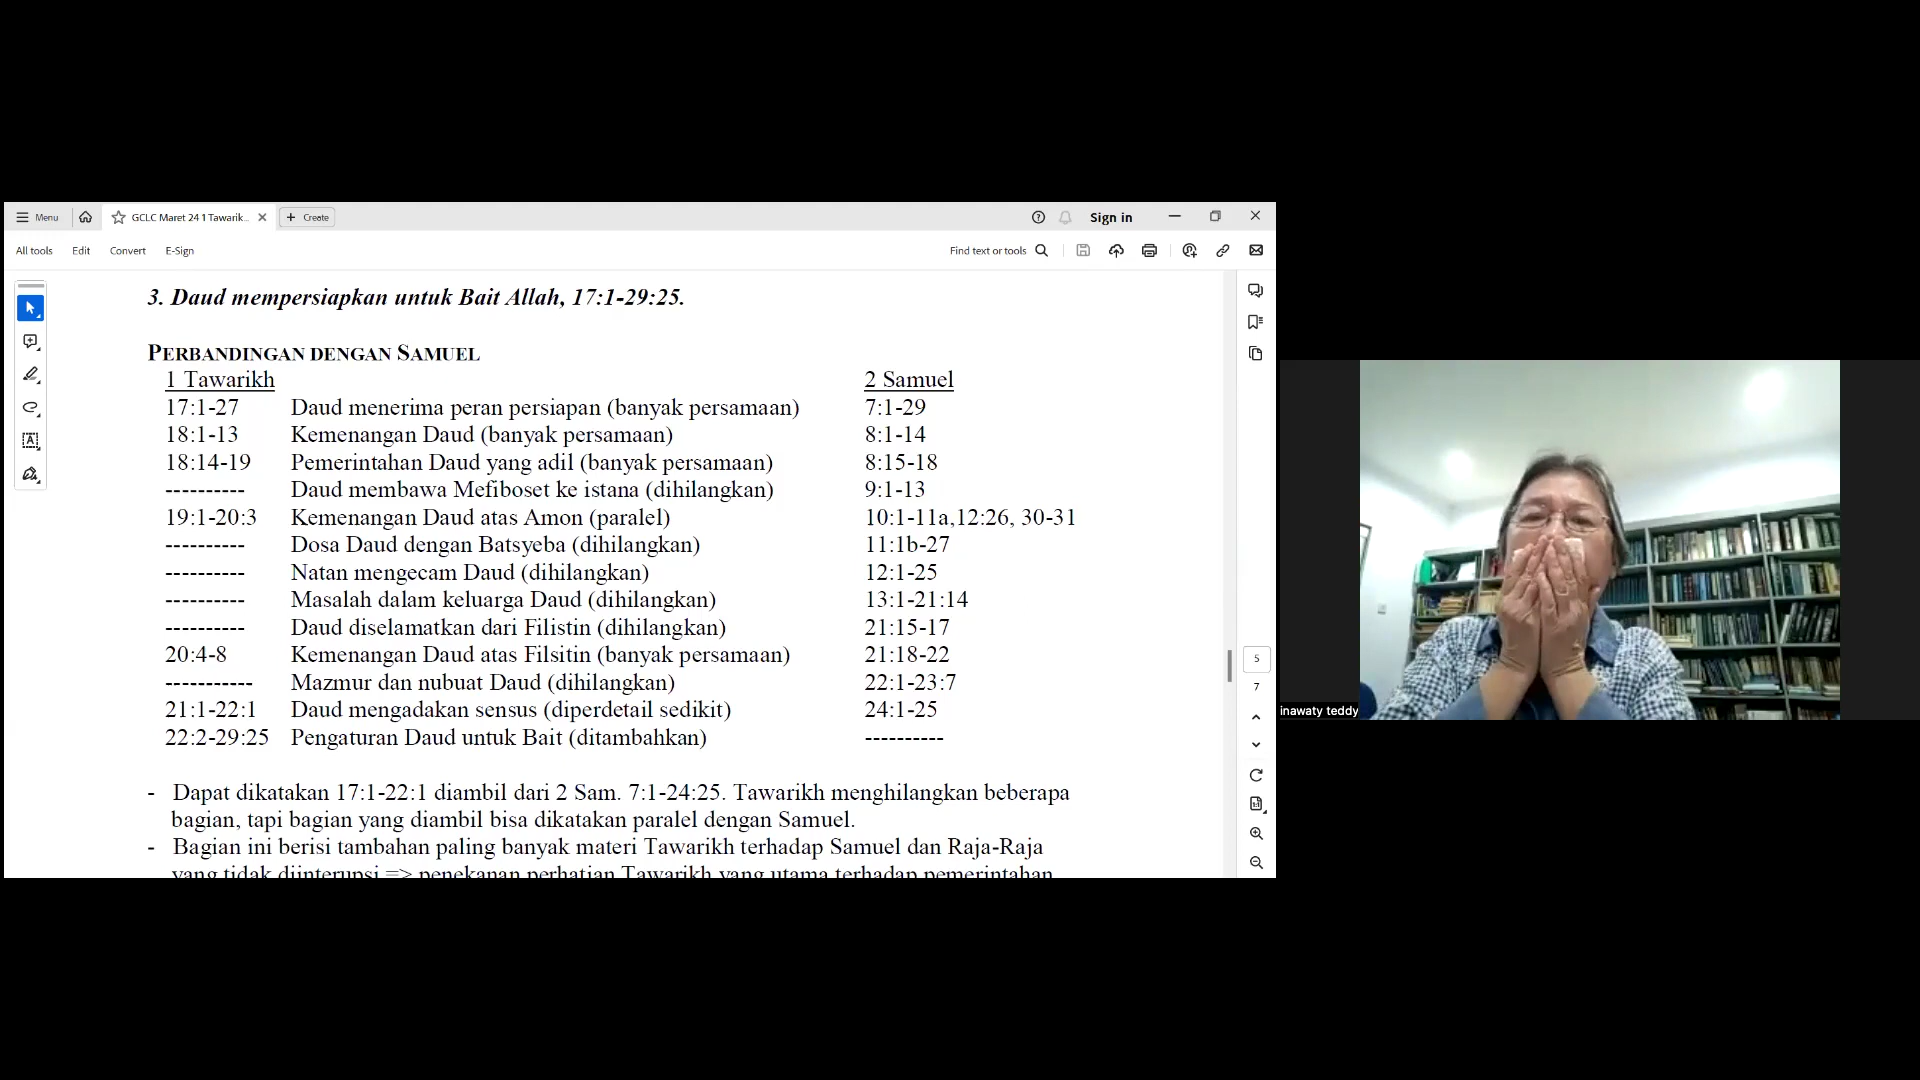 Menu
GCLC Maret 24 1 Tawarik...
Create
Sign in
All tools
Edit
Convert
E-Sign
Find text or tools
3. Daud mempersiapkan untuk Bait Allah, 17:1-29:25.
PERBANDINGAN DENGAN SAMUEL
1 Tawarikh 2 Samuel
17:1-27 Daud menerima peran persiapan (banyak persamaan) 7:1-29
18:1-13 Kemenangan Daud (banyak persamaan) 8:1-14
18:14-19 Pemerintahan Daud yang adil (banyak persamaan) 8:15-18
---------- Daud membawa Mefiboset ke istana (dihilangkan) 9:1-13
19:1-20:3 Kemenangan Daud atas Amon (paralel) 10:1-11a,12:26, 30-31
---------- Dosa Daud dengan Batsyeba (dihilangkan) 11:1b-27
---------- Natan mengecam Daud (dihilangkan) 12:1-25
---------- Masalah dalam keluarga Daud (dihilangkan) 13:1-21:14
---------- Daud diselamatkan dari Filistin (dihilangkan) 21:15-17
20:4-8 Kemenangan Daud atas Filsitin (banyak persamaan) 21:18-22
----------- Mazmur dan nubuat Daud (dihilangkan) 22:1-23:7
21:1-22:1 Daud mengadakan sensus (diperdetail sedikit) 24:1-25
22:2-29:25 Pengaturan Daud untuk Bait (ditambahkan) ----------
- Dapat dikatakan 17:1-22:1 diambil dari 2 Sam. 7:1-24:25. Tawarikh menghilangkan beberapa
bagian, tapi bagian yang diambil bisa dikatakan paralel dengan Samuel.
- Bagian ini berisi tambahan paling banyak materi Tawarikh terhadap Samuel dan Raja-Raja
yang tidak diinterupsi => penekanan perhatian Tawarikh yang utama terhadap pemerintahan
5
7
inawaty teddy